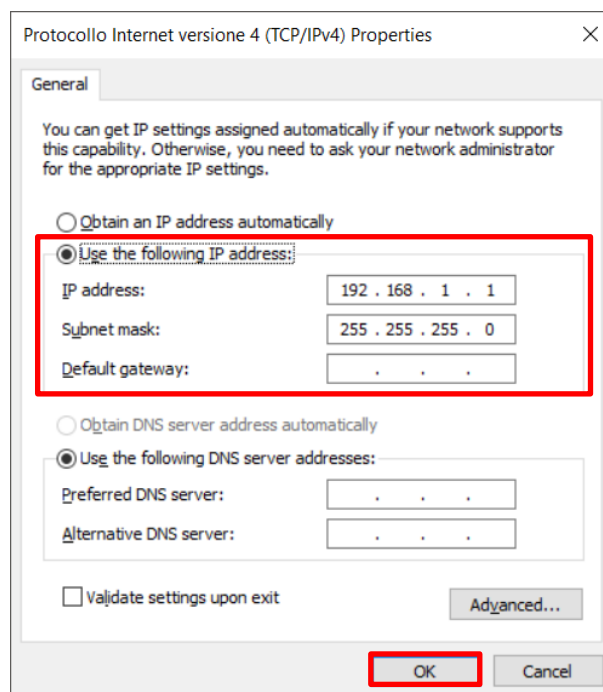 Protocollo Internet versione 4 (TCP/IPv4) Properties
General
You can get IP settings assigned automatically if your network supports
this capability. Otherwise, you need to ask your network administrator
for the appropriate IP settings.
Obtain an IP address automatically
Use the following IP address:
IP address: 192 . 168 . 1 . 1
Subnet mask: 255 . 255 . 255 . 0
Default gateway: . . .
Obtain DNS server address automatically
Use the following DNS server addresses:
Preferred DNS server: . . .
Alternative DNS server: . . .
Validate settings upon exit
Advanced...
OK Cancel